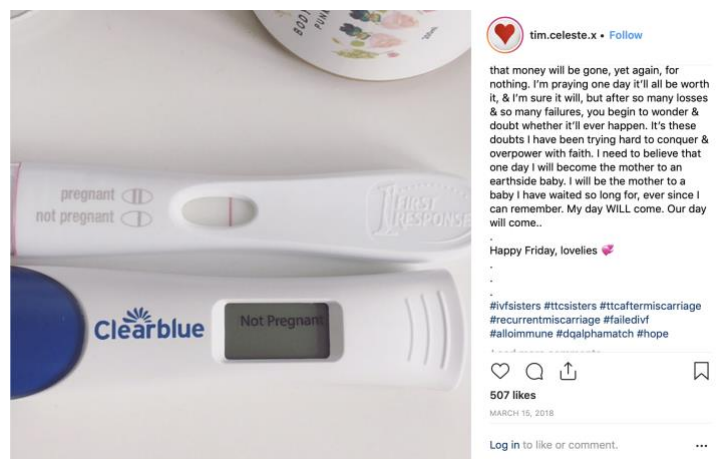 BODY
PUNK
200ml
pregnant
not pregnant
FIRST
RESPONSE
Clearblue
Not Pregnant
tim.celeste.x • Follow
that money will be gone, yet again, for
nothing. I'm praying one day it'll all be worth
it, & I'm sure it will, but after so many losses
& so many failures, you begin to wonder &
doubt whether it'll ever happen. It's these
doubts I have been trying hard to conquer &
overpower with faith. I need to believe that
one day I will become the mother to an
earthside baby. I will be the mother to a
baby I have waited so long for, ever since I
can remember. My day WILL come. Our day
will come..
.
Happy Friday, lovelies 💞
.
.
.
#ivfsisters #ttcsisters #ttcaftermiscarriage
#recurrentmiscarriage #failedivf
#alloimmune #dqalphamatch #hope
507 likes
MARCH 15, 2018
Log in to like or comment.